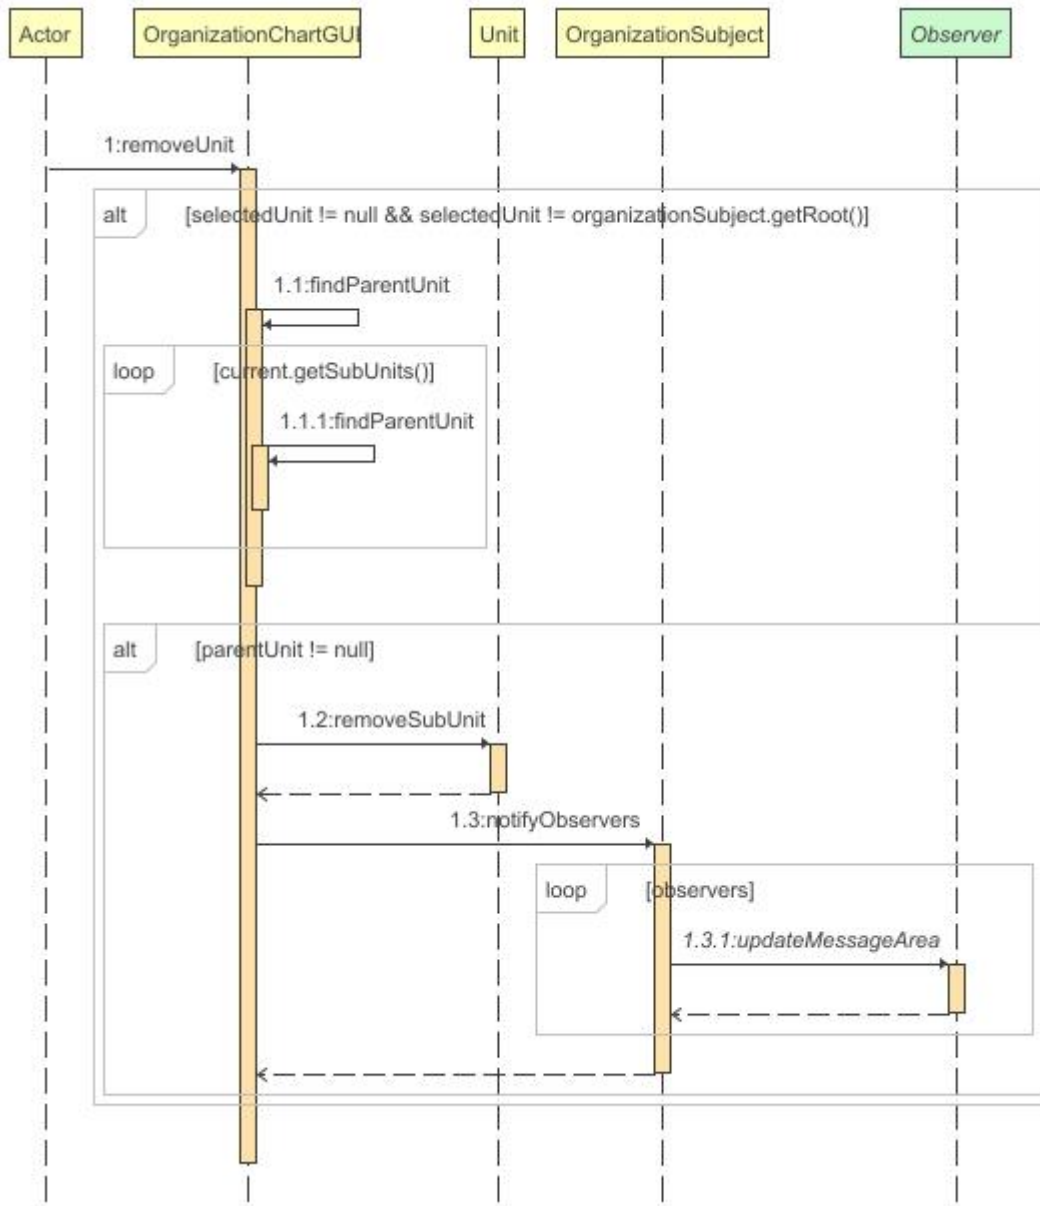 Actor
OrganizationChartGUI
Unit
OrganizationSubject
Observer
1:removeUnit
alt
[selectedUnit != null && selectedUnit != organizationSubject.getRoot()]
1.1:findParentUnit
loop
[current.getSubUnits()]
1.1.1:findParentUnit
alt
[parentUnit != null]
1.2:removeSubUnit
1.3:notifyObservers
loop
[observers]
1.3.1:updateMessageArea